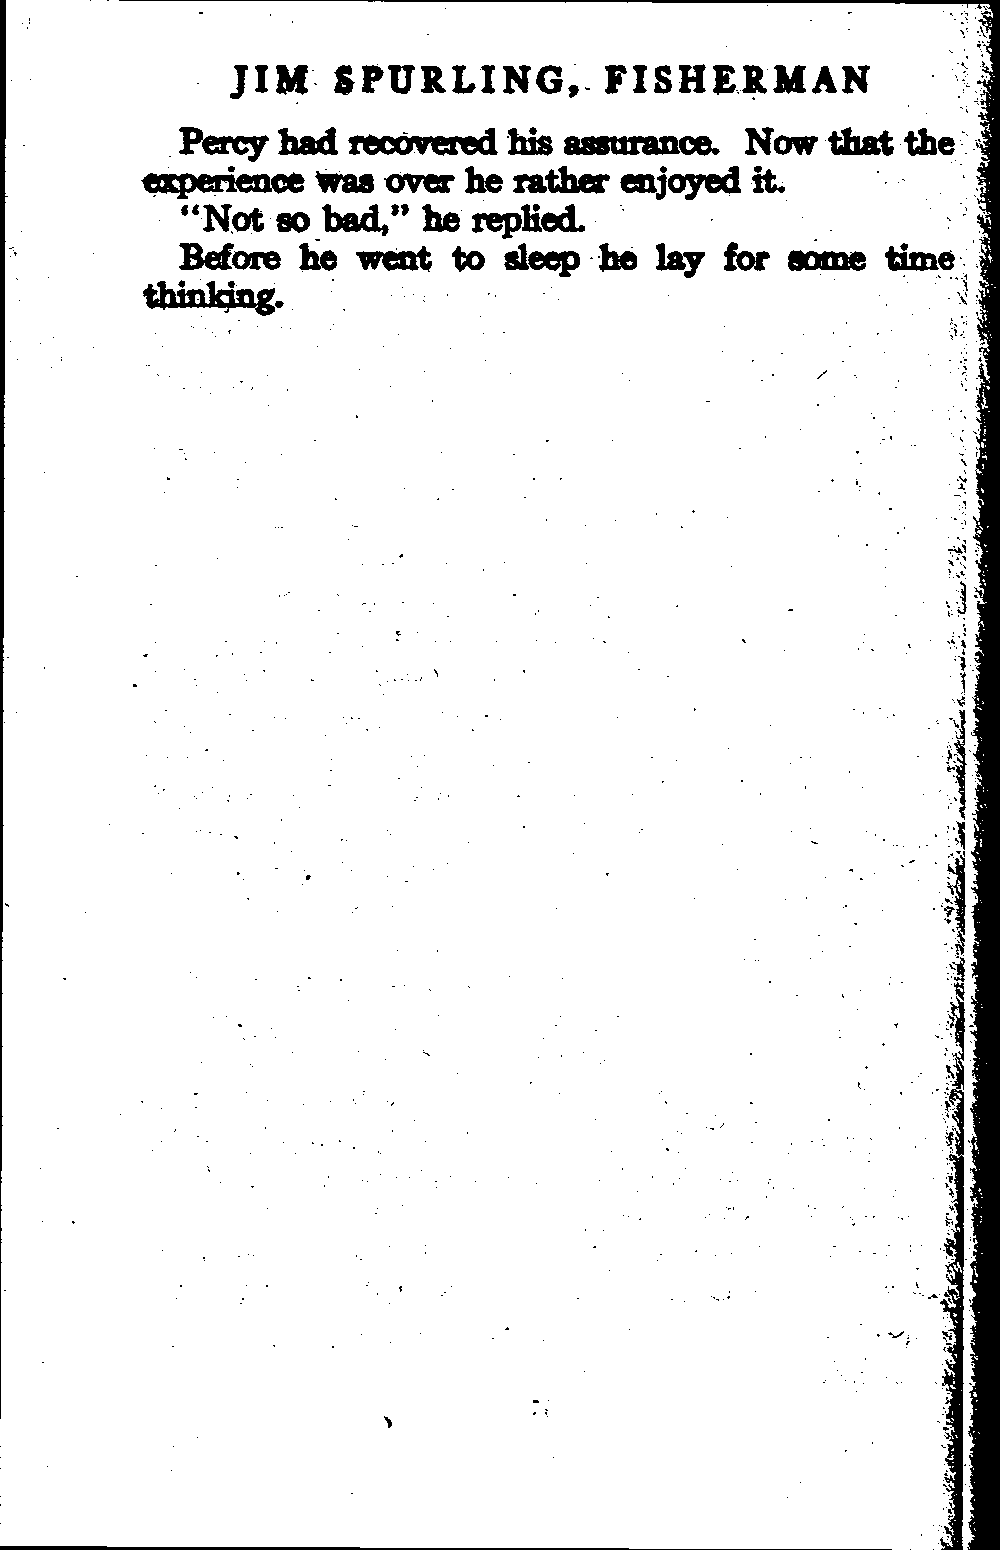 JIM SPURLING, FISHERMAN
Percy had recovered his assurance. Now that the
experience was over he rather enjoyed it.
“Not so bad,” he replied.
Before he went to sleep he lay for some time
thinking.